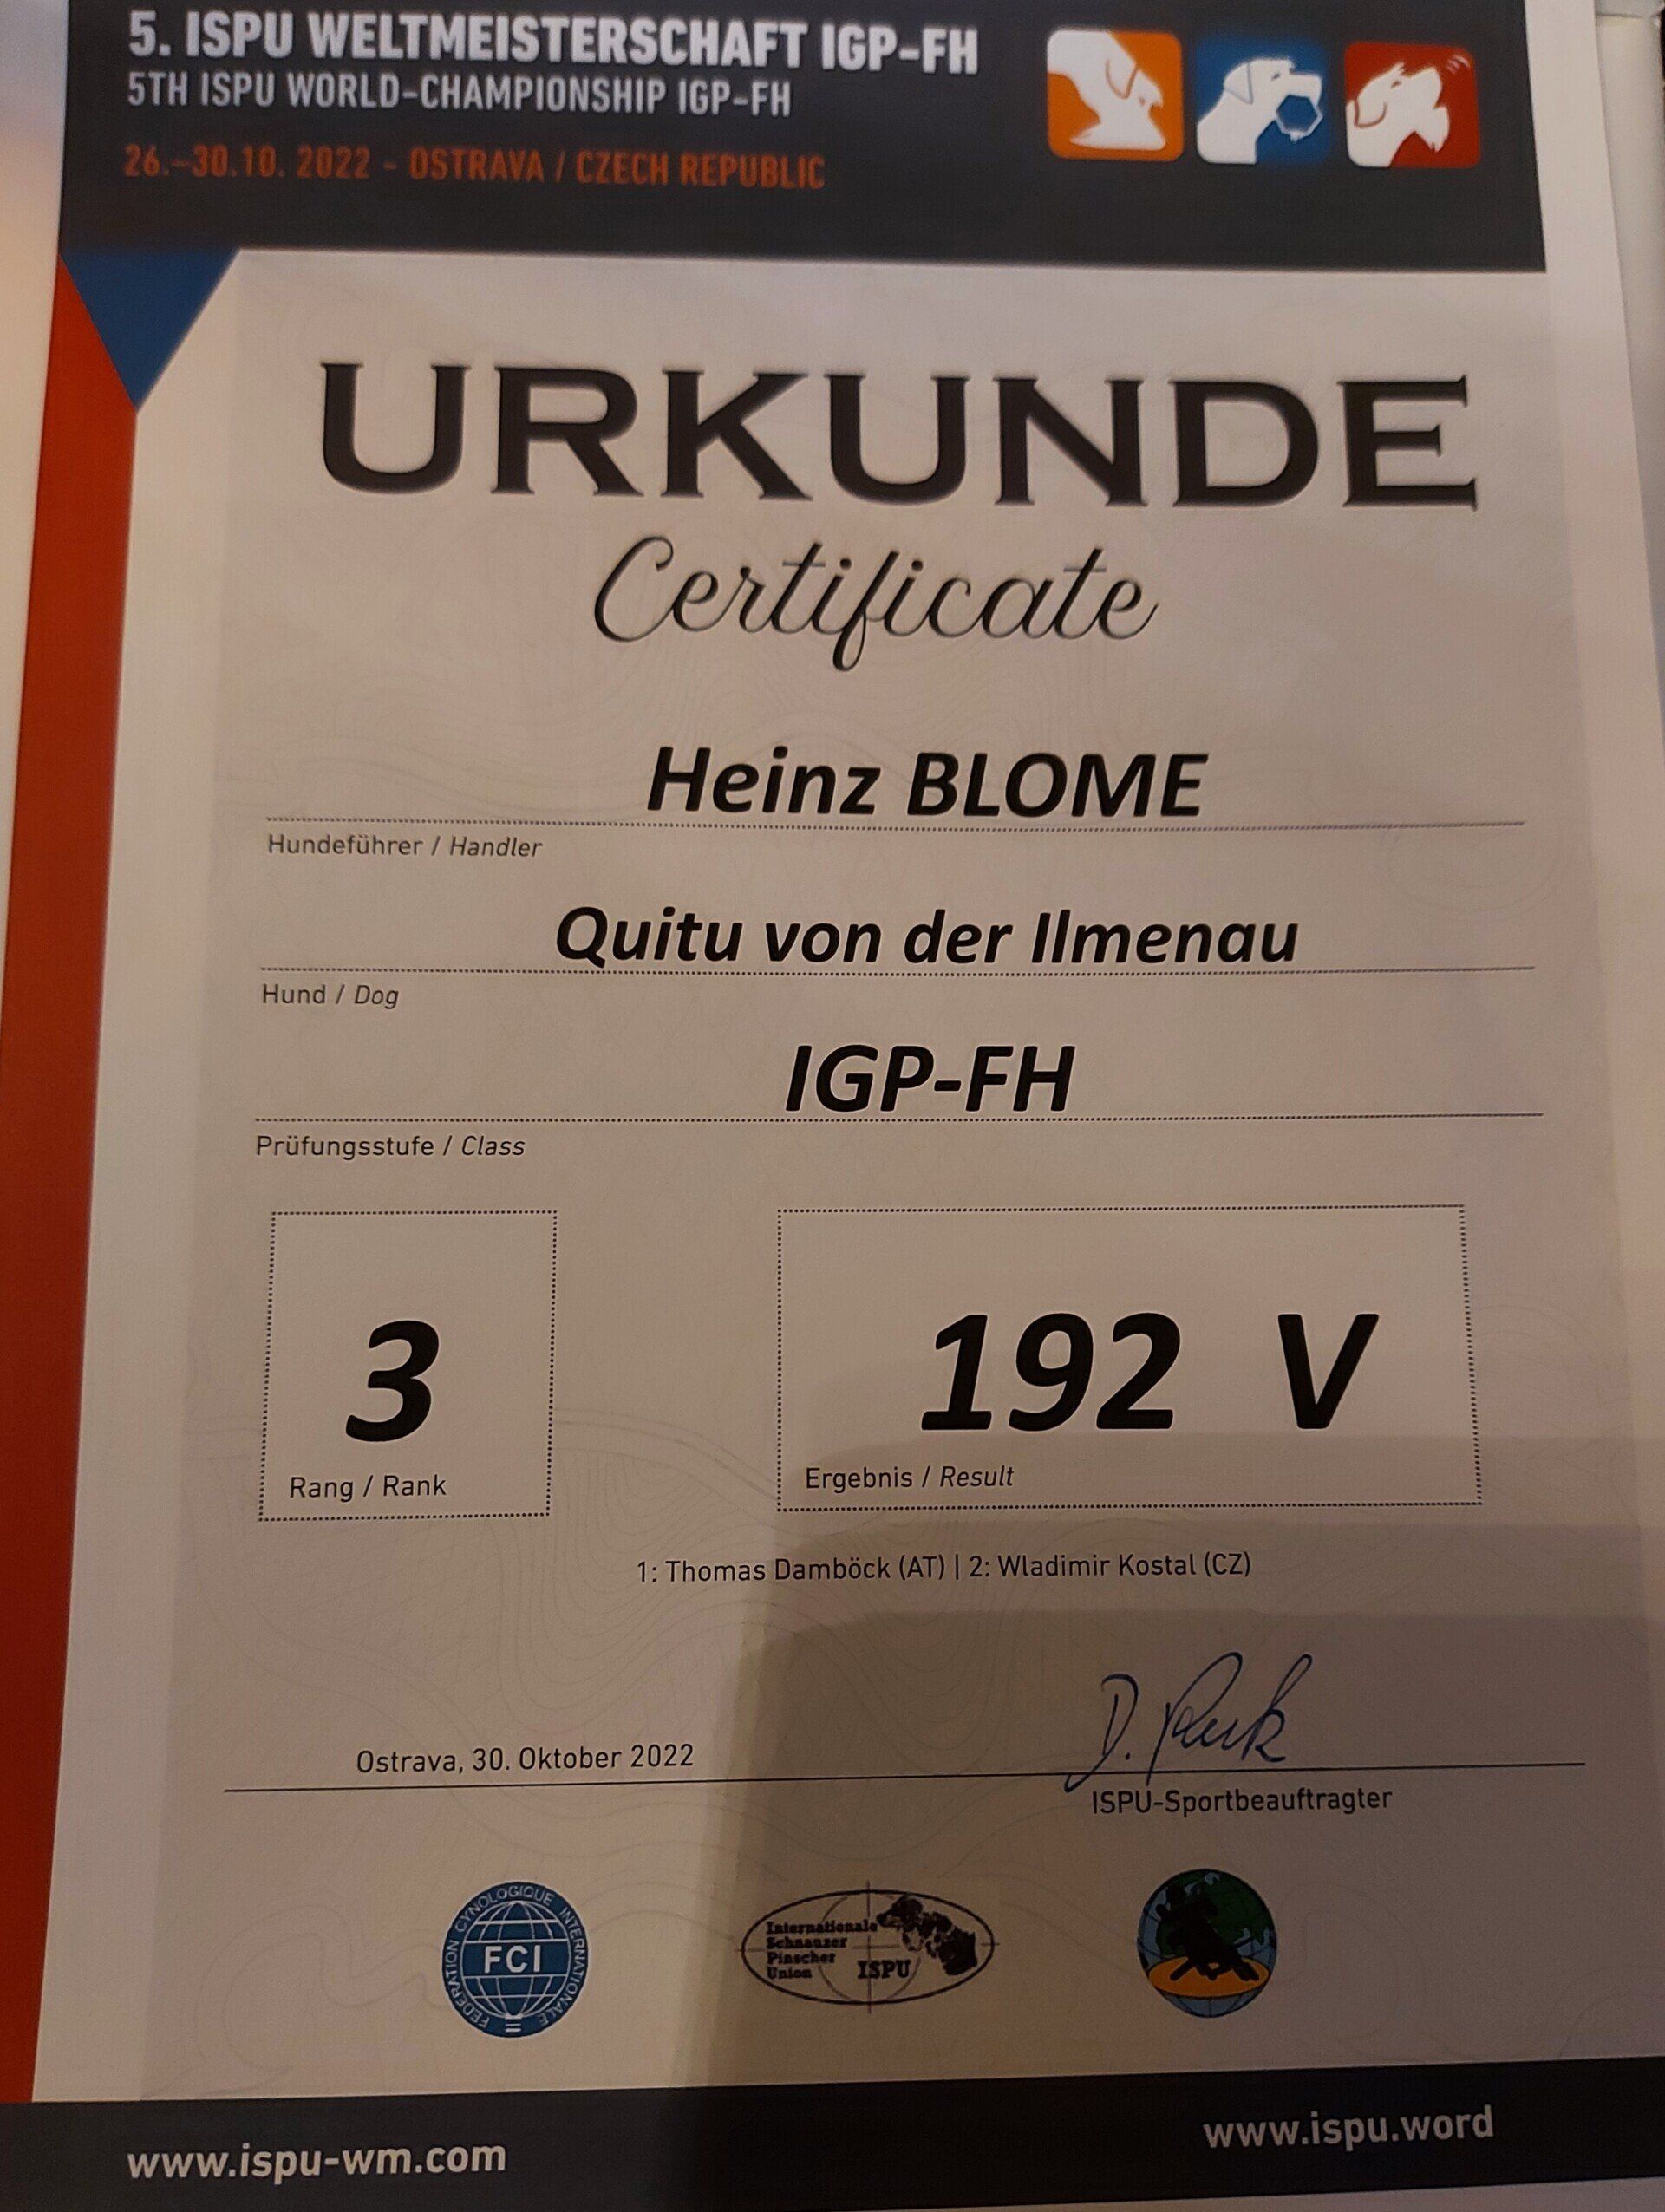 5. ISPU WELTMEISTERSCHAFT IGP-FH
5TH ISPU WORLD-CHAMPIONSHIP IGP-FH
26.–30.10. 2022 - OSTRAVA / CZECH REPUBLIC
URKUNDE
Certificate
Heinz BLOME
Hundeführer / Handler
Quitu von der Ilmenau
Hund / Dog
IGP-FH
Prüfungsstufe / Class
3
Rang / Rank
192 V
Ergebnis / Result
1: Thomas Damböck (AT) | 2: Wladimir Kostal (CZ)
Ostrava, 30. Oktober 2022
ISPU-Sportbeauftragter
FEDERATION CYNOLOGIQUE INTERNATIONALE
FCI
Internationale
Schnauzer
Pinscher
Union
ISPU
www.ispu-wm.com
www.ispu.word